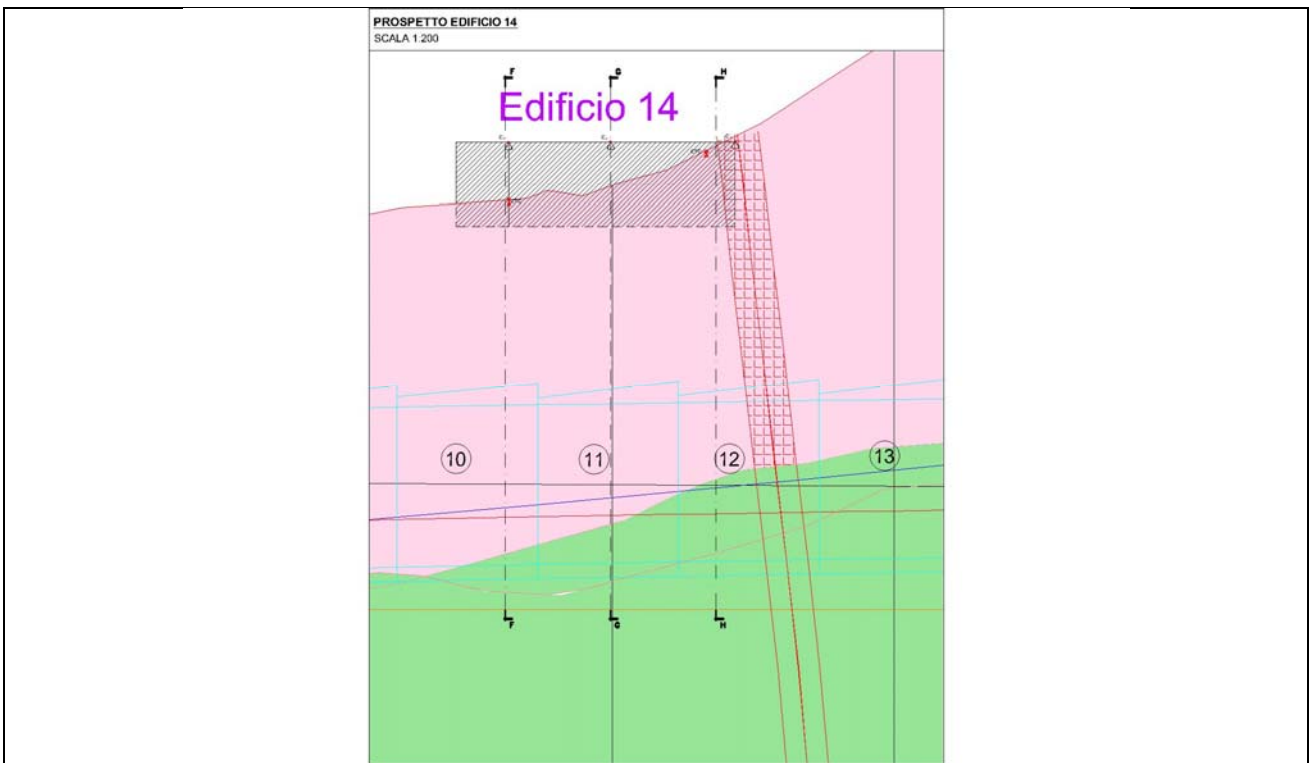 PROSPETTO EDIFICIO 14
SCALA 1:200
F G H
Edificio 14
10 11 12 13
F G H